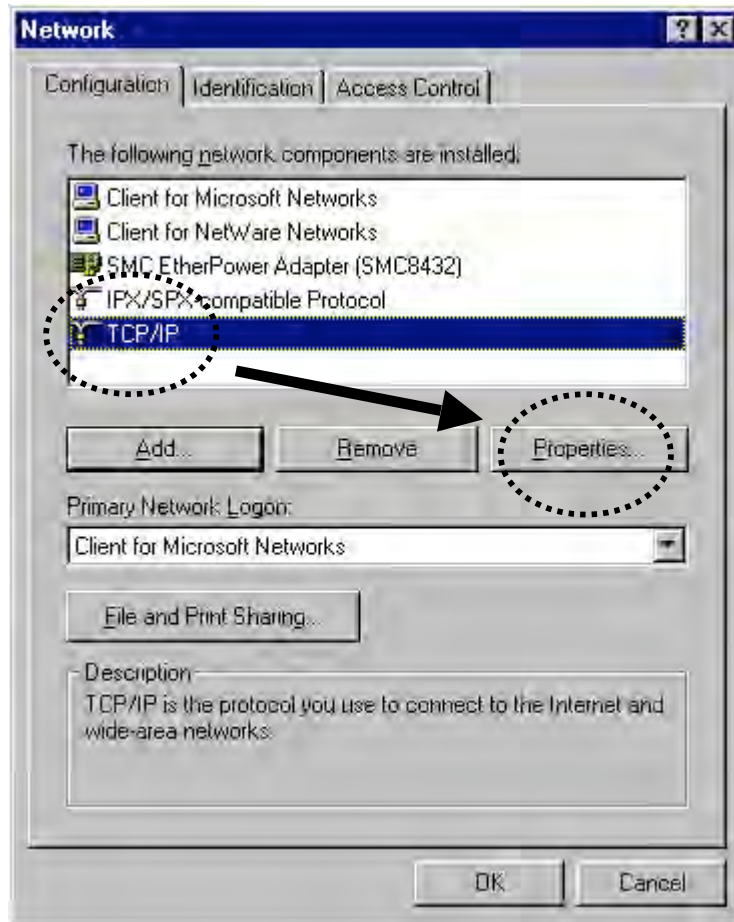 Network
Configuration Identification Access Control
The following network components are installed:
Client for Microsoft Networks
Client for NetWare Networks
SMC EtherPower Adapter (SMC8432)
IPX/SPX-compatible Protocol
TCP/IP
Add... Remove Properties...
Primary Network Logon:
Client for Microsoft Networks
File and Print Sharing...
Description
TCP/IP is the protocol you use to connect to the Internet and
wide-area networks.
OK Cancel